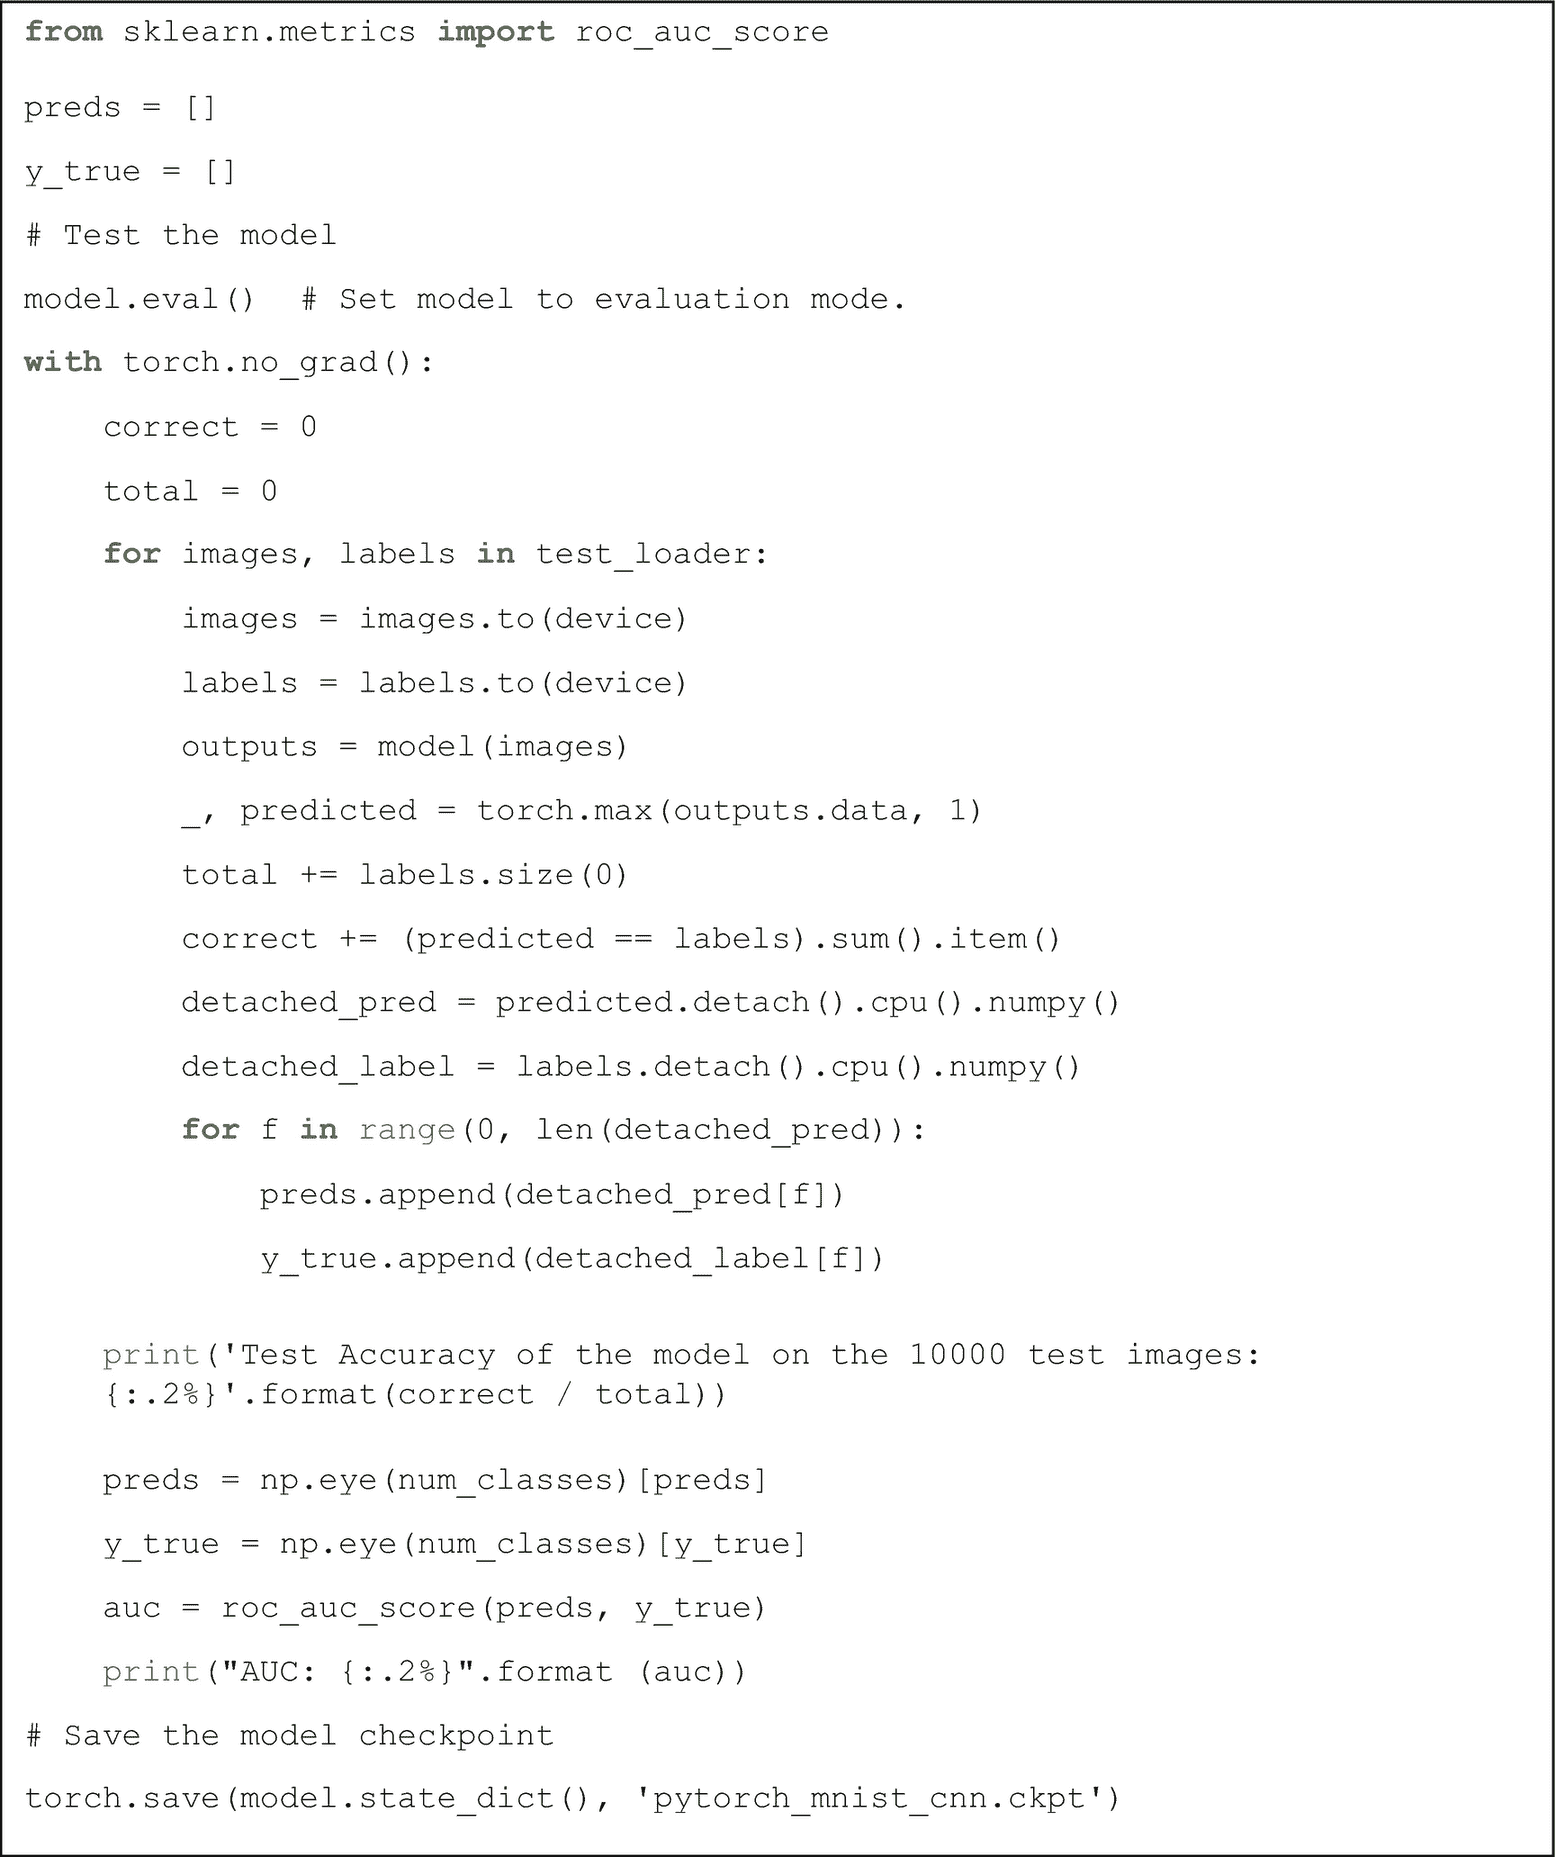 from sklearn.metrics import roc_auc_score
preds = []
y_true = []
# Test the model
model.eval()  # Set model to evaluation mode.
with torch.no_grad():
    correct = 0
    total = 0
    for images, labels in test_loader:
        images = images.to(device)
        labels = labels.to(device)
        outputs = model(images)
        _, predicted = torch.max(outputs.data, 1)
        total += labels.size(0)
        correct += (predicted == labels).sum().item()
        detached_pred = predicted.detach().cpu().numpy()
        detached_label = labels.detach().cpu().numpy()
        for f in range(0, len(detached_pred)):
            preds.append(detached_pred[f])
            y_true.append(detached_label[f])
    print('Test Accuracy of the model on the 10000 test images:
    {:.2%}'.format(correct / total))
    preds = np.eye(num_classes)[preds]
    y_true = np.eye(num_classes)[y_true]
    auc = roc_auc_score(preds, y_true)
    print("AUC: {:.2%}".format (auc))
# Save the model checkpoint
torch.save(model.state_dict(), 'pytorch_mnist_cnn.ckpt')